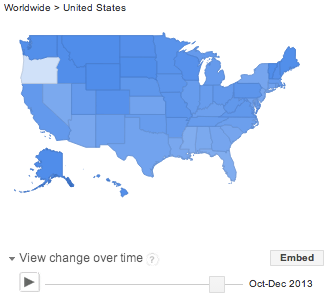 Worldwide > United States
View change over time ?
Embed
Oct-Dec 2013